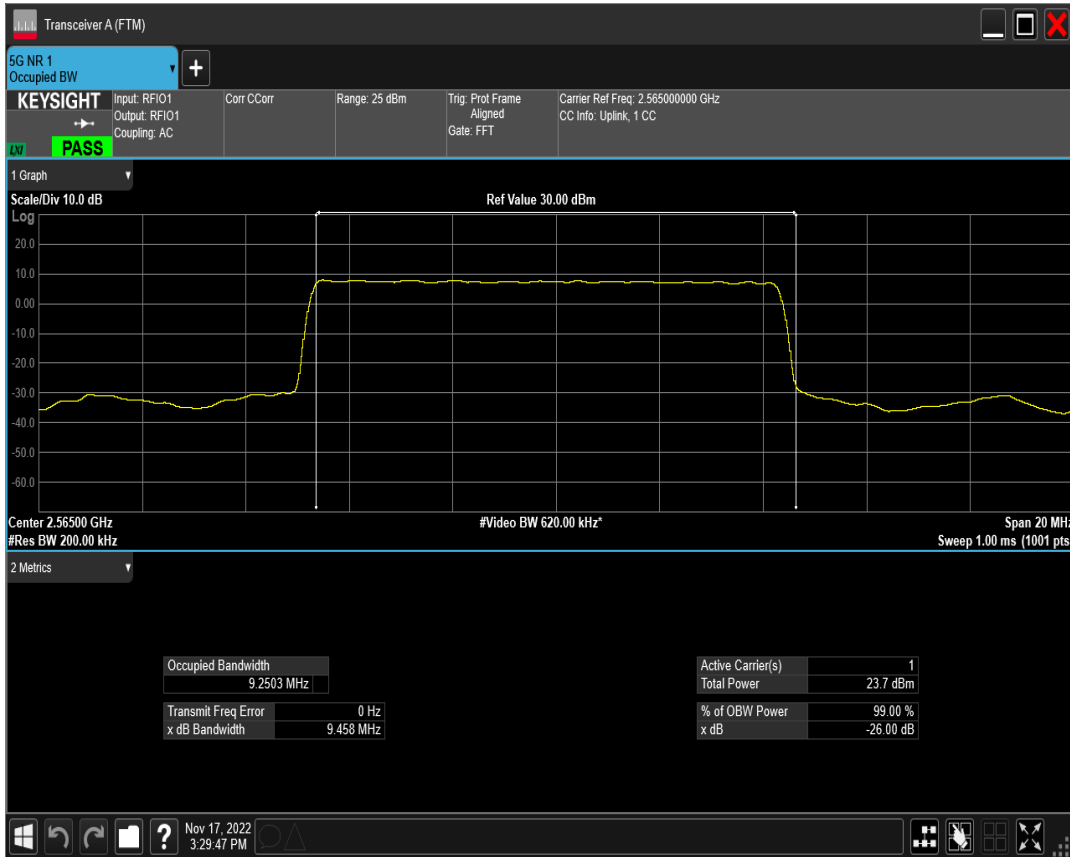 Transceiver A (FTM)
5G NR 1
Occupied BW
+
KEYSIGHT
LXI
PASS
Input: RFIO1
Output: RFIO1
Coupling: AC
Corr CCorr
Range: 25 dBm
Trig: Prot Frame
Aligned
Gate: FFT
Carrier Ref Freq: 2.565000000 GHz
CC Info: Uplink, 1 CC
1 Graph
Scale/Div 10.0 dB
Ref Value 30.00 dBm
Log
20.0
10.0
0.00
-10.0
-20.0
-30.0
-40.0
-50.0
-60.0
Center 2.56500 GHz
#Video BW 620.00 kHz*
Span 20 MHz
#Res BW 200.00 kHz
Sweep 1.00 ms (1001 pts
2 Metrics
Occupied Bandwidth
9.2503 MHz
Transmit Freq Error 0 Hz
x dB Bandwidth 9.458 MHz
Active Carrier(s) 1
Total Power 23.7 dBm
% of OBW Power 99.00 %
x dB -26.00 dB
?
Nov 17, 2022
3:29:47 PM